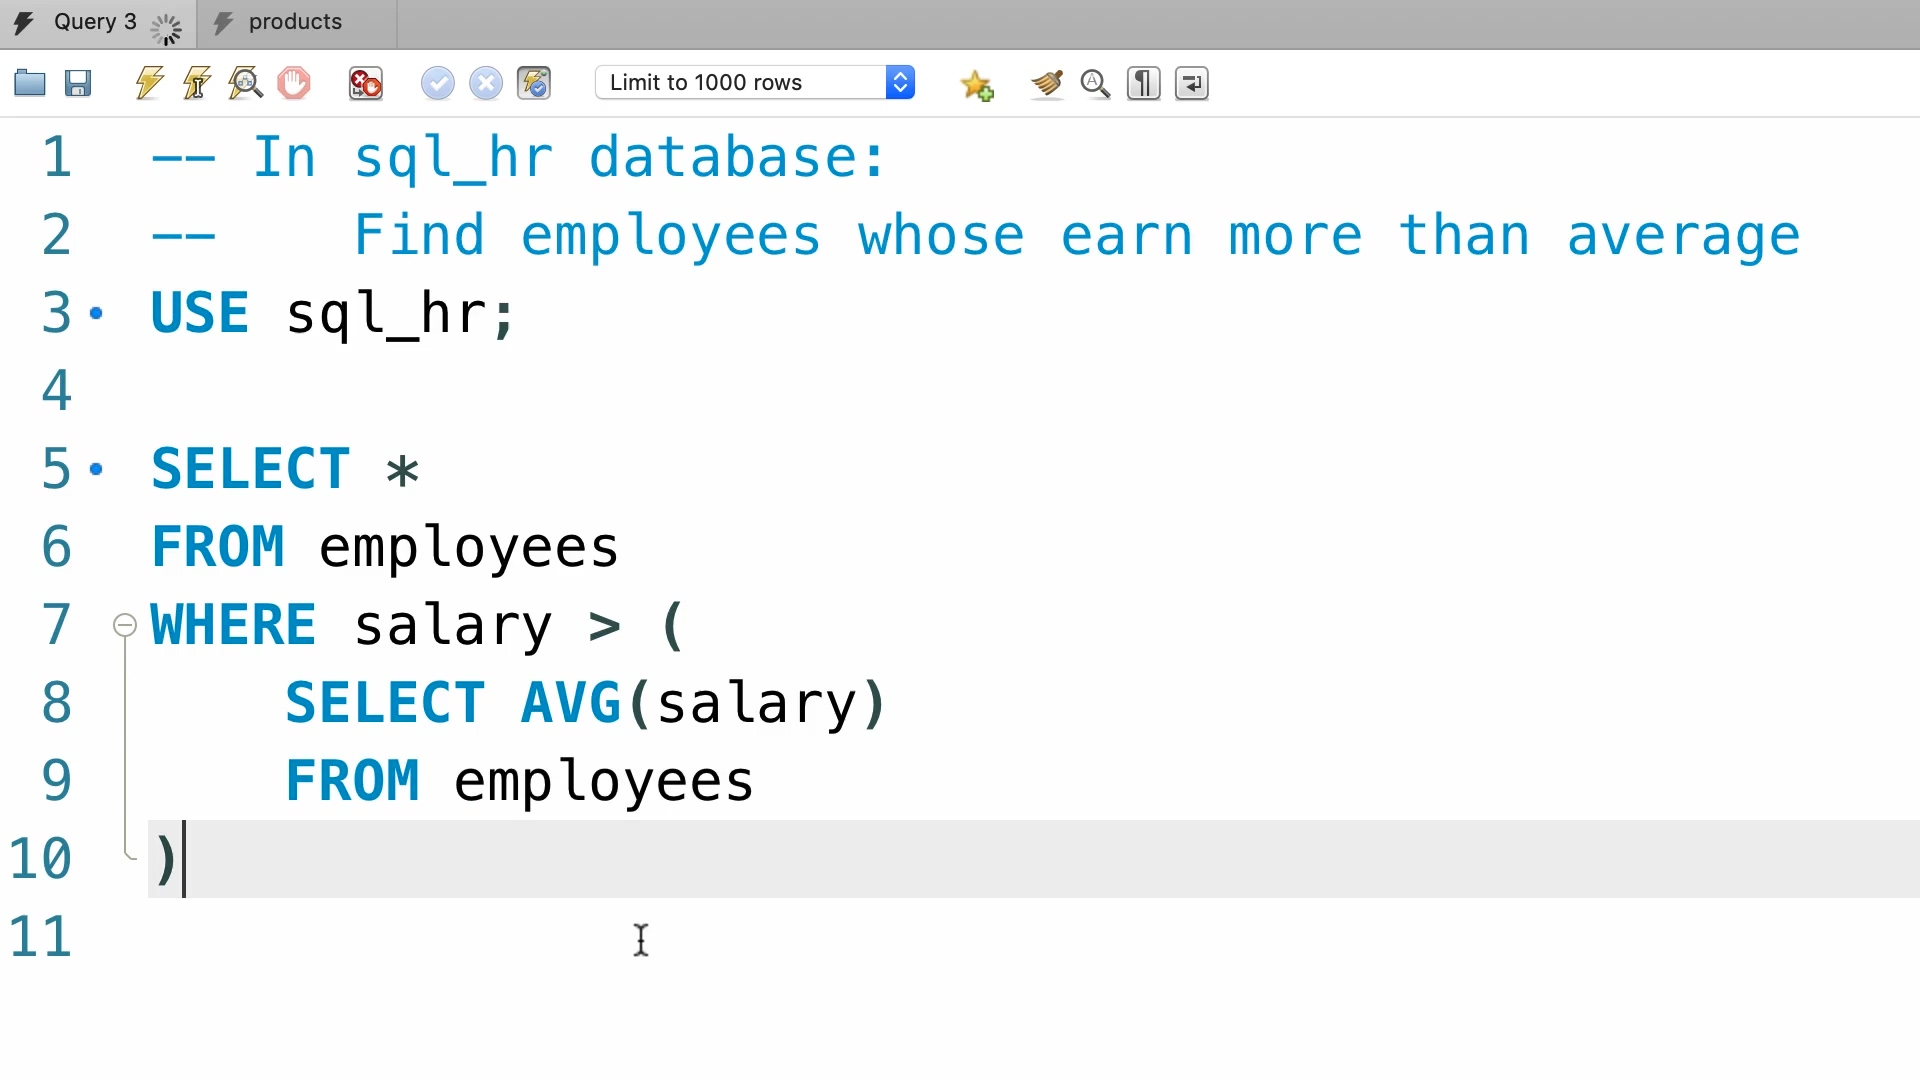 Query 3 products
Limit to 1000 rows
1 -- In sql_hr database:
2 -- Find employees whose earn more than average
3 USE sql_hr;
4
5 SELECT *
6 FROM employees
7 WHERE salary > (
8 SELECT AVG(salary)
9 FROM employees
10 )
11